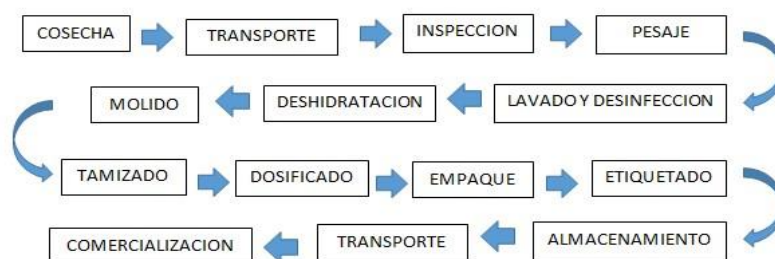 COSECHA
TRANSPORTE
INSPECCION
PESAJE
LAVADO Y DESINFECCION
DESHIDRATACION
MOLIDO
TAMIZADO
DOSIFICADO
EMPAQUE
ETIQUETADO
ALMACENAMIENTO
TRANSPORTE
COMERCIALIZACION